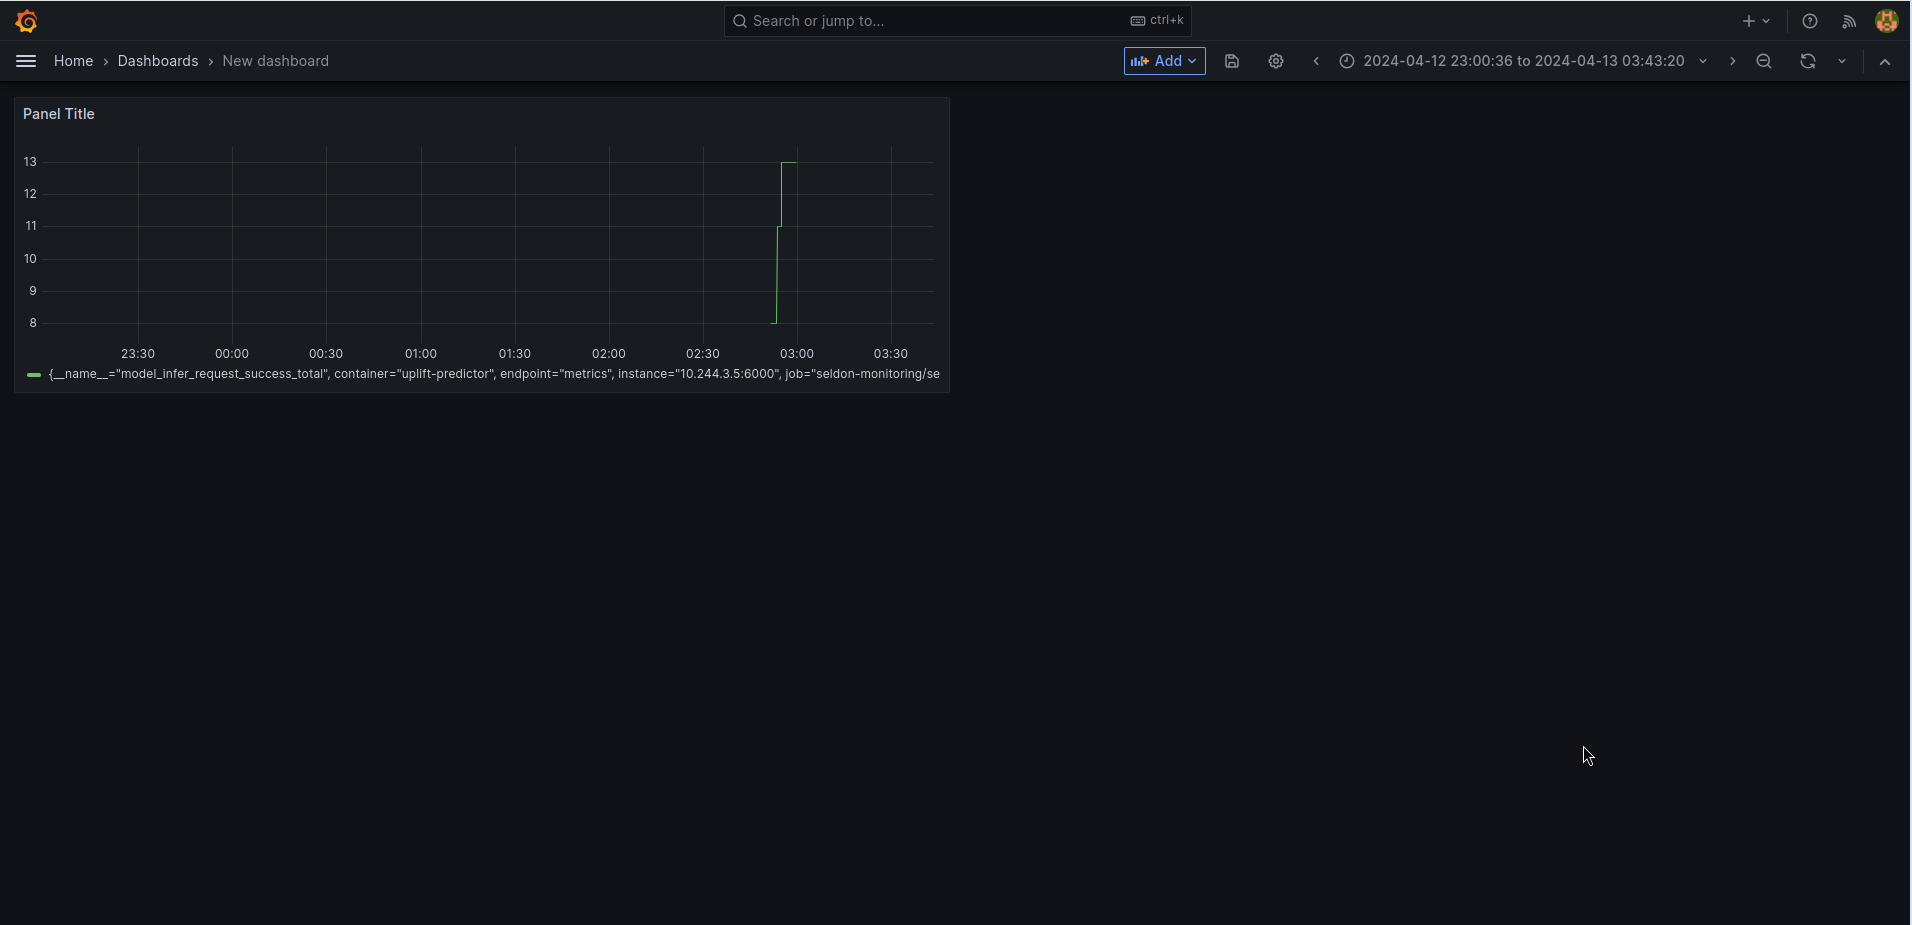 Search or jump to... ctrl+k
Home › Dashboards › New dashboard Add 2024-04-12 23:00:36 to 2024-04-13 03:43:20
Panel Title
13
12
11
10
9
8
23:30 00:00 00:30 01:00 01:30 02:00 02:30 03:00 03:30
{__name__="model_infer_request_success_total", container="uplift-predictor", endpoint="metrics", instance="10.244.3.5:6000", job="seldon-monitoring/se